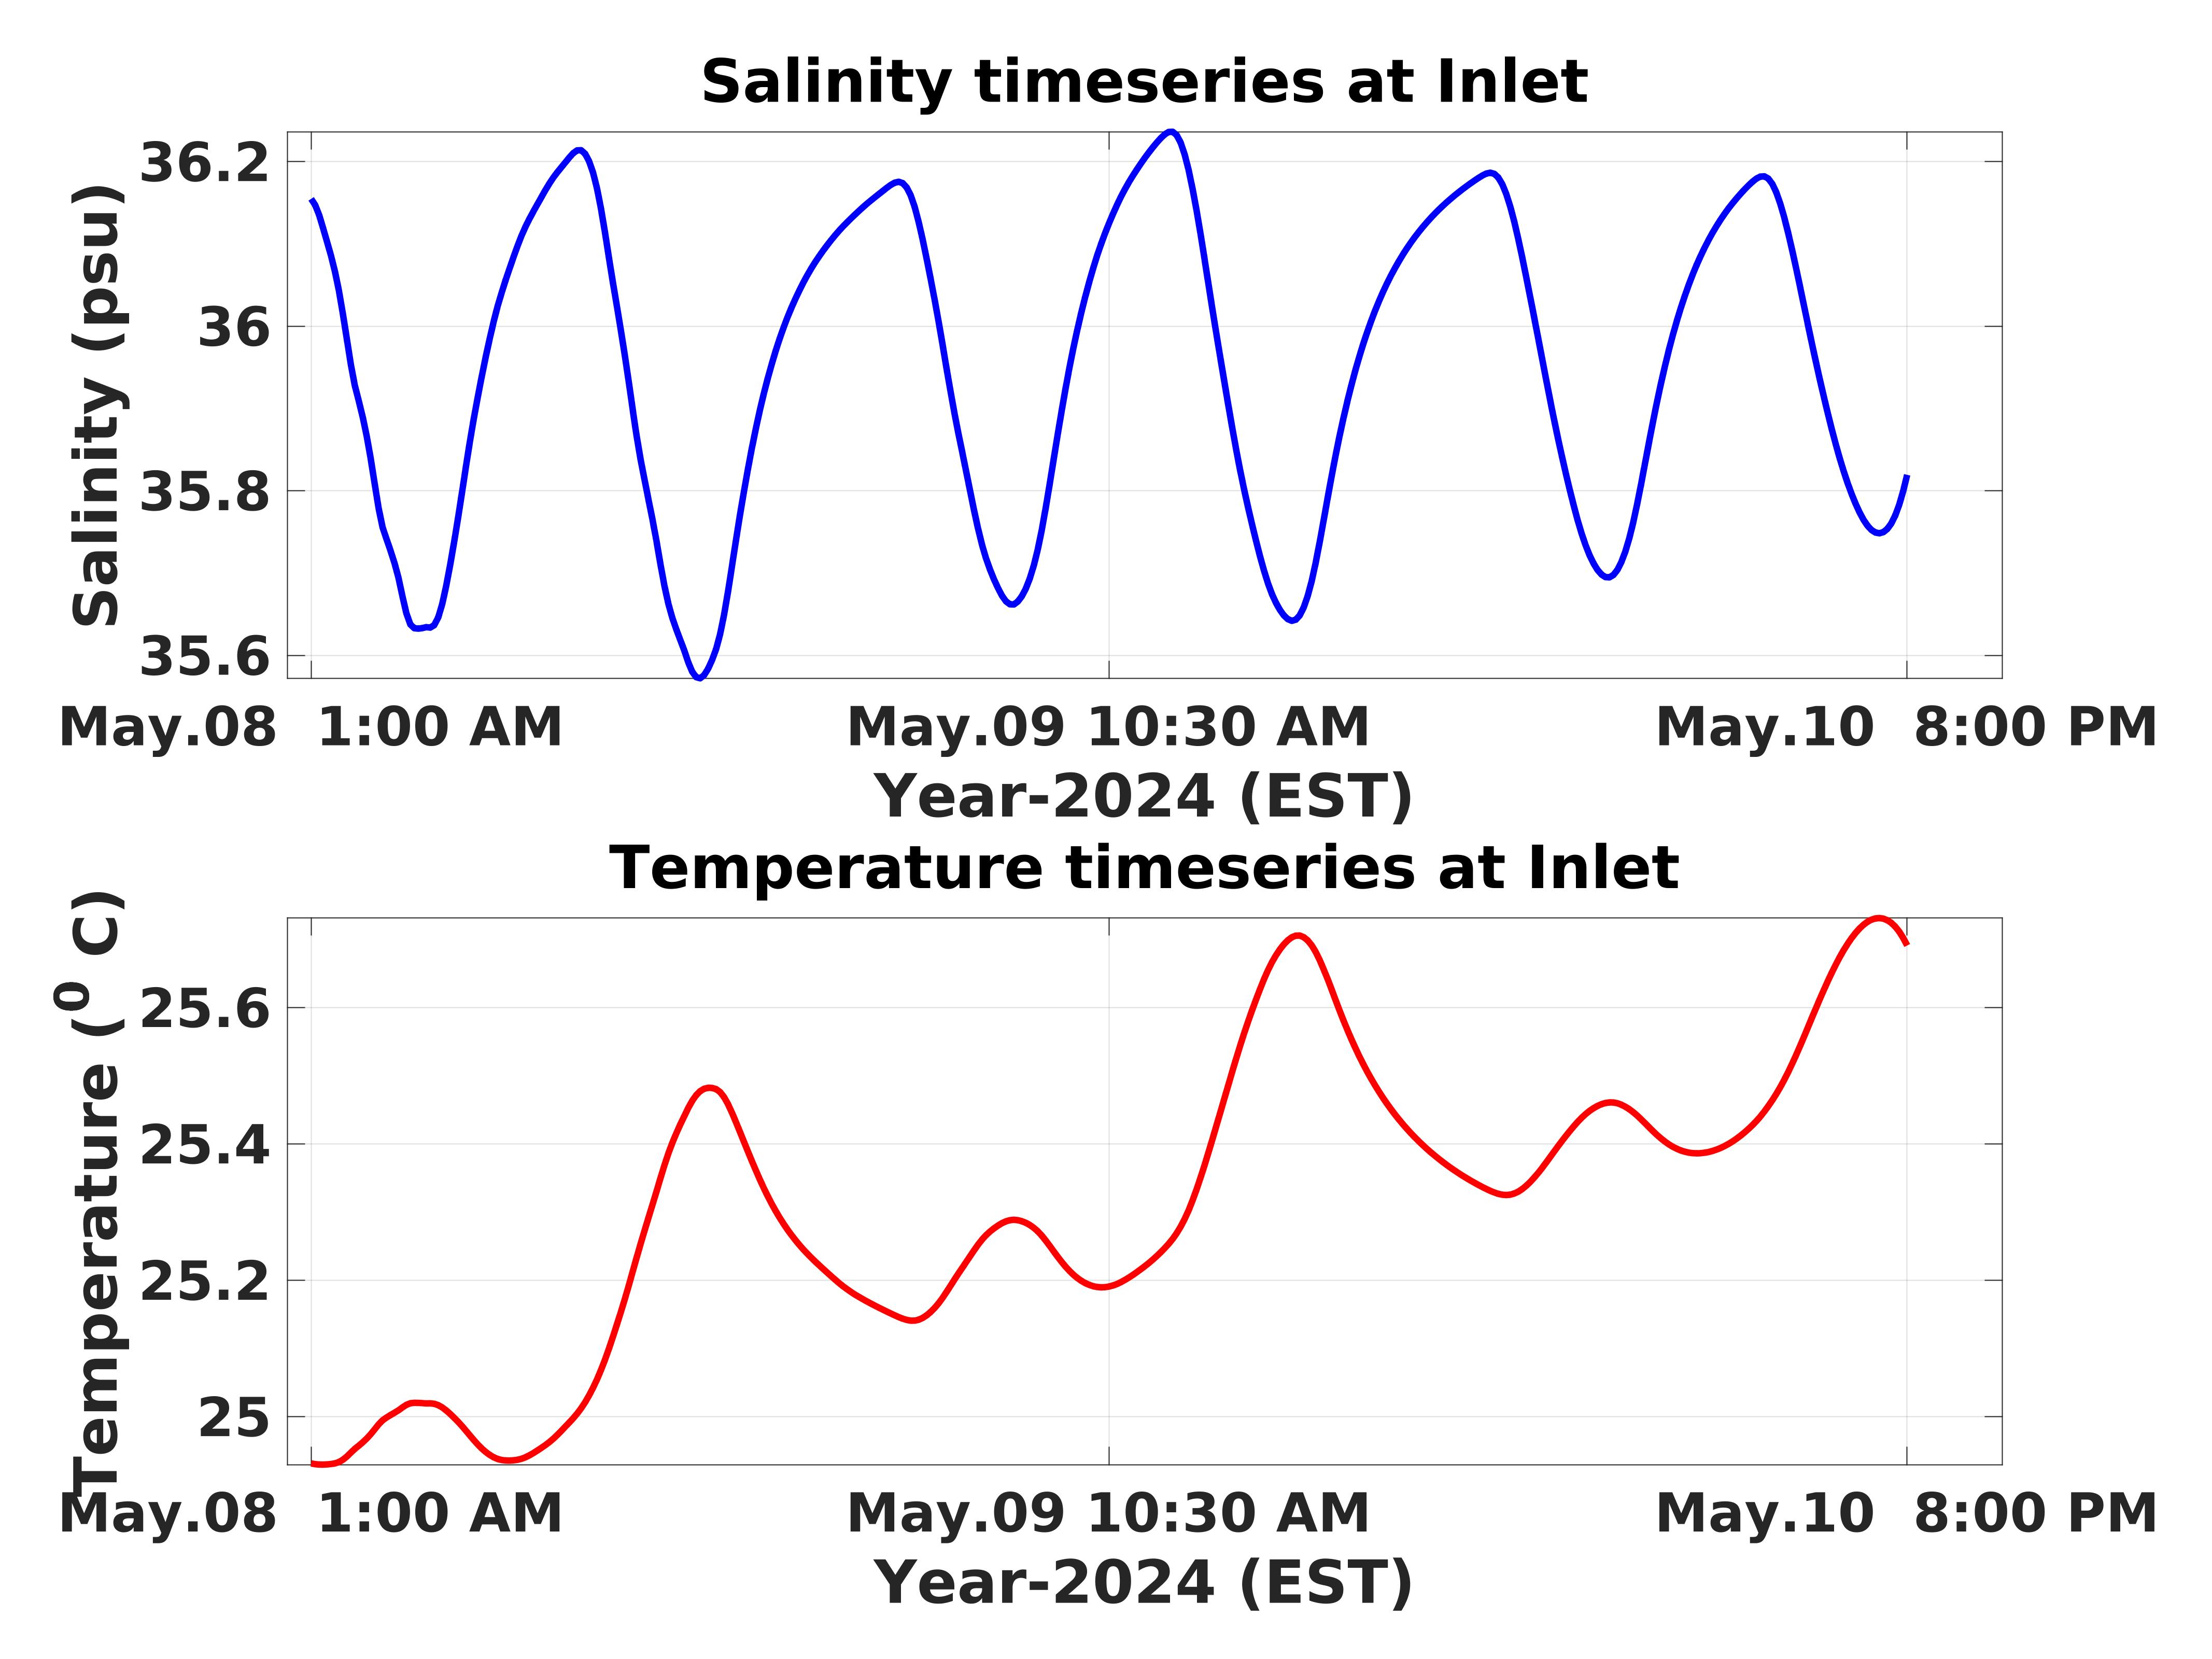 Salinity timeseries at Inlet
Salinity (psu)
36.2
36
35.8
35.6
May.08  1:00 AM
May.09 10:30 AM
May.10  8:00 PM
Year-2024 (EST)
Temperature timeseries at Inlet
Temperature (⁰ C)
25.6
25.4
25.2
25
May.08  1:00 AM
May.09 10:30 AM
May.10  8:00 PM
Year-2024 (EST)